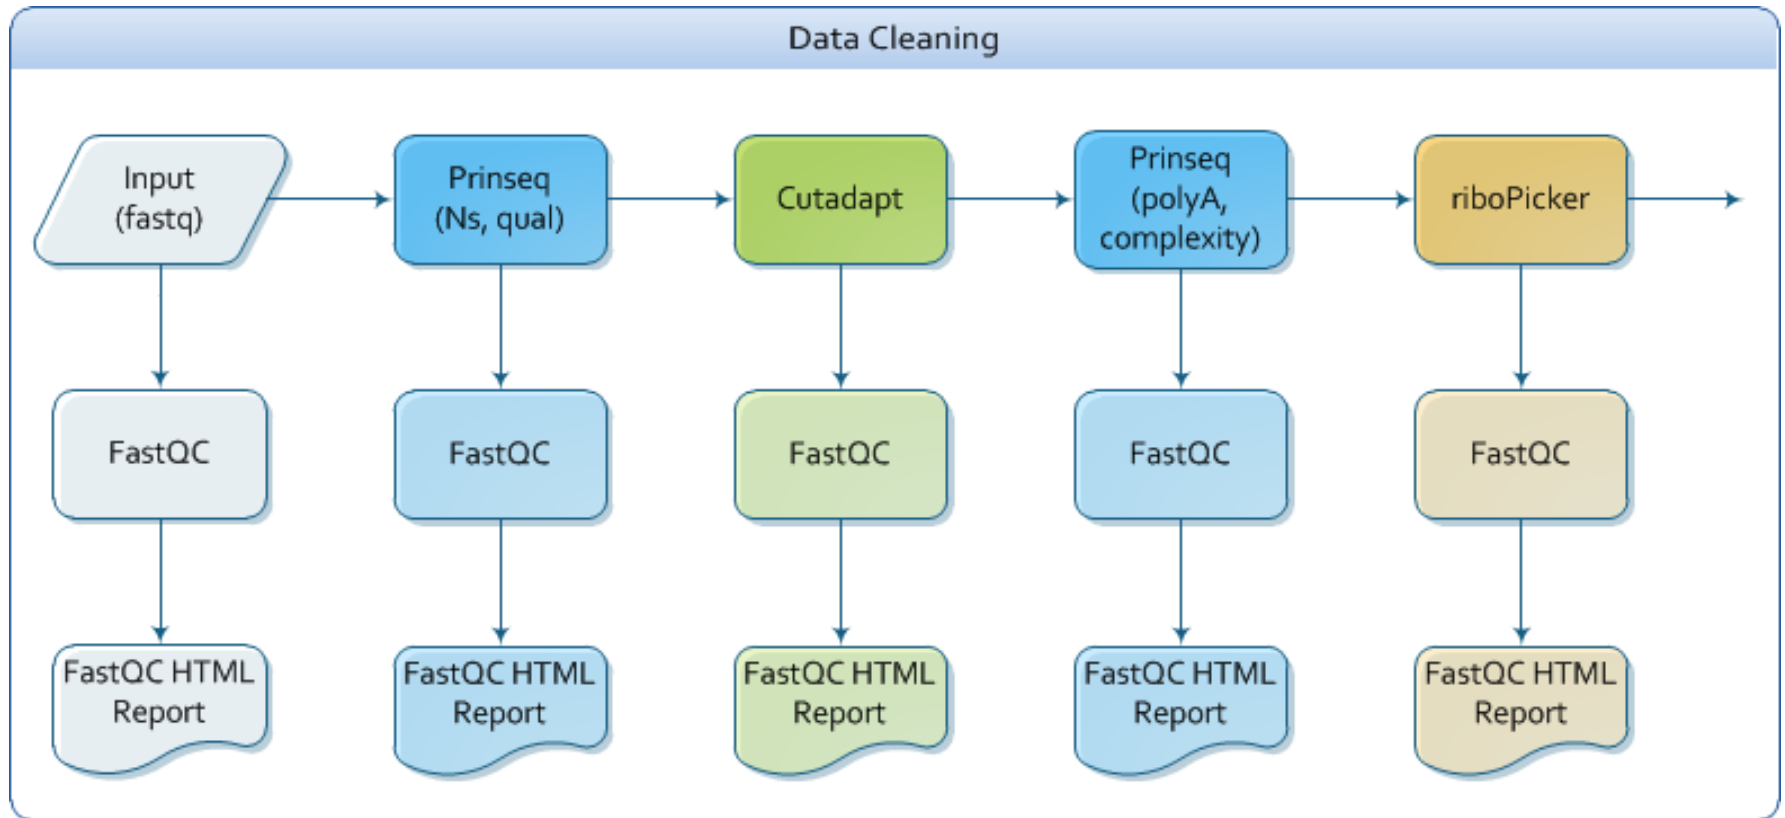 Data Cleaning
Input
(fastq)
Prinseq
(Ns, qual)
Cutadapt
Prinseq
(polyA,
complexity)
riboPicker
FastQC
FastQC
FastQC
FastQC
FastQC
FastQC HTML
Report
FastQC HTML
Report
FastQC HTML
Report
FastQC HTML
Report
FastQC HTML
Report